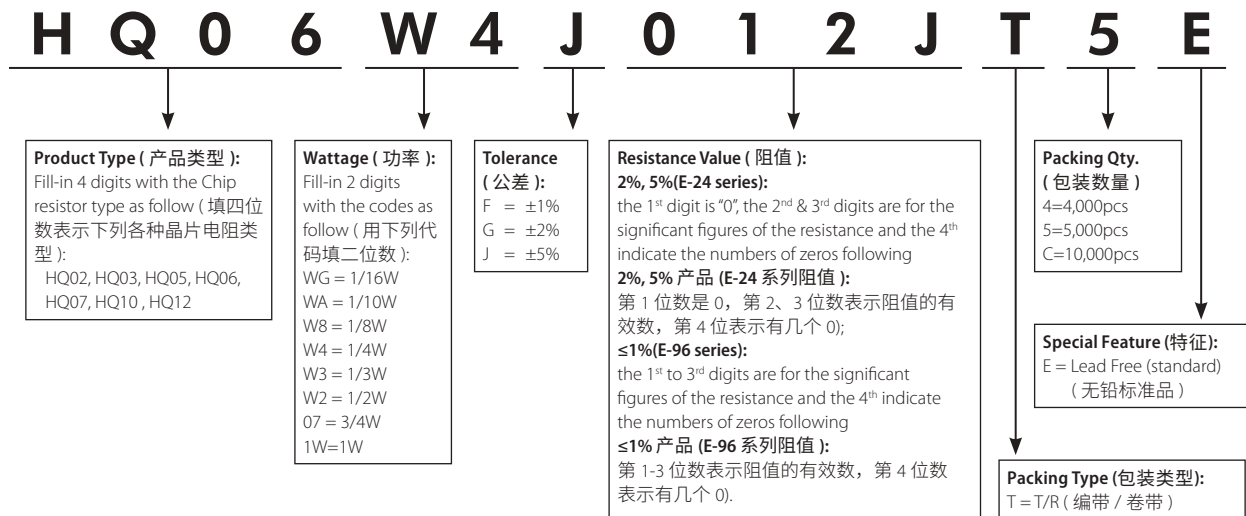 H Q 0 6 W 4 J 0 1 2 J T 5 E
Product Type ( 产品类型 ):
Fill-in 4 digits with the Chip
resistor type as follow ( 填四位
数表示下列各种晶片电阻类
型 ):
HQ02, HQ03, HQ05, HQ06,
HQ07, HQ10 , HQ12
Wattage ( 功率 ):
Fill-in 2 digits
with the codes as
follow ( 用下列代
码填二位数 ):
WG = 1/16W
WA = 1/10W
W8 = 1/8W
W4 = 1/4W
W3 = 1/3W
W2 = 1/2W
07 = 3/4W
1W=1W
Tolerance
( 公差 ):
F = ±1%
G = ±2%
J = ±5%
Resistance Value ( 阻值 ):
2%, 5%(E-24 series):
the 1st digit is “0”, the 2nd & 3rd digits are for the
significant figures of the resistance and the 4th
indicate the numbers of zeros following
2%, 5% 产品 (E-24 系列阻值 ):
第 1 位数是 0，第 2、3 位数表示阻值的有
效数，第 4 位表示有几个 0);
≤1%(E-96 series):
the 1st to 3rd digits are for the significant
figures of the resistance and the 4th indicate
the numbers of zeros following
≤1% 产品 (E-96 系列阻值 ):
第 1-3 位数表示阻值的有效数，第 4 位数
表示有几个 0).
Packing Qty.
( 包装数量 )
4=4,000pcs
5=5,000pcs
C=10,000pcs
Special Feature (特征):
E = Lead Free (standard)
( 无铅标准品 )
Packing Type (包装类型):
T = T/R ( 编带 / 卷带 )